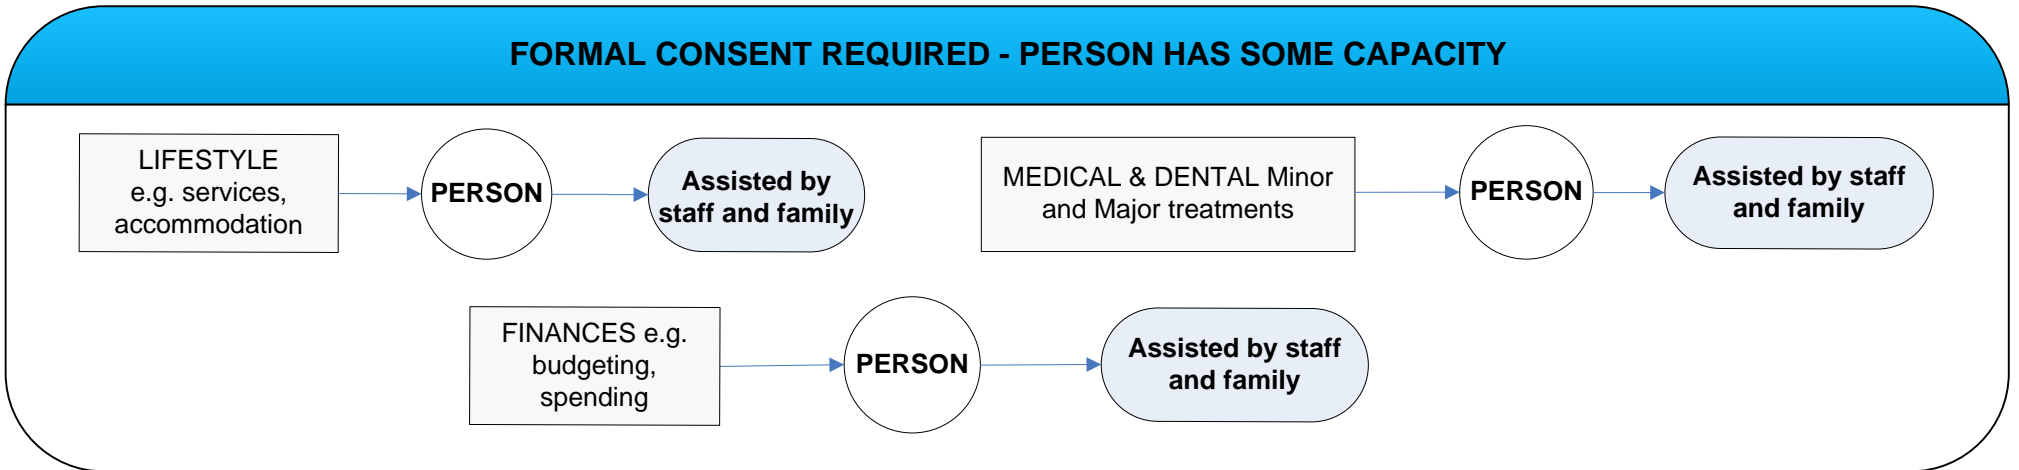 FORMAL CONSENT REQUIRED - PERSON HAS SOME CAPACITY
LIFESTYLE
e.g. services,
accommodation
PERSON
Assisted by
staff and family
MEDICAL & DENTAL Minor
and Major treatments
PERSON
Assisted by staff
and family
FINANCES e.g.
budgeting,
spending
PERSON
Assisted by staff
and family